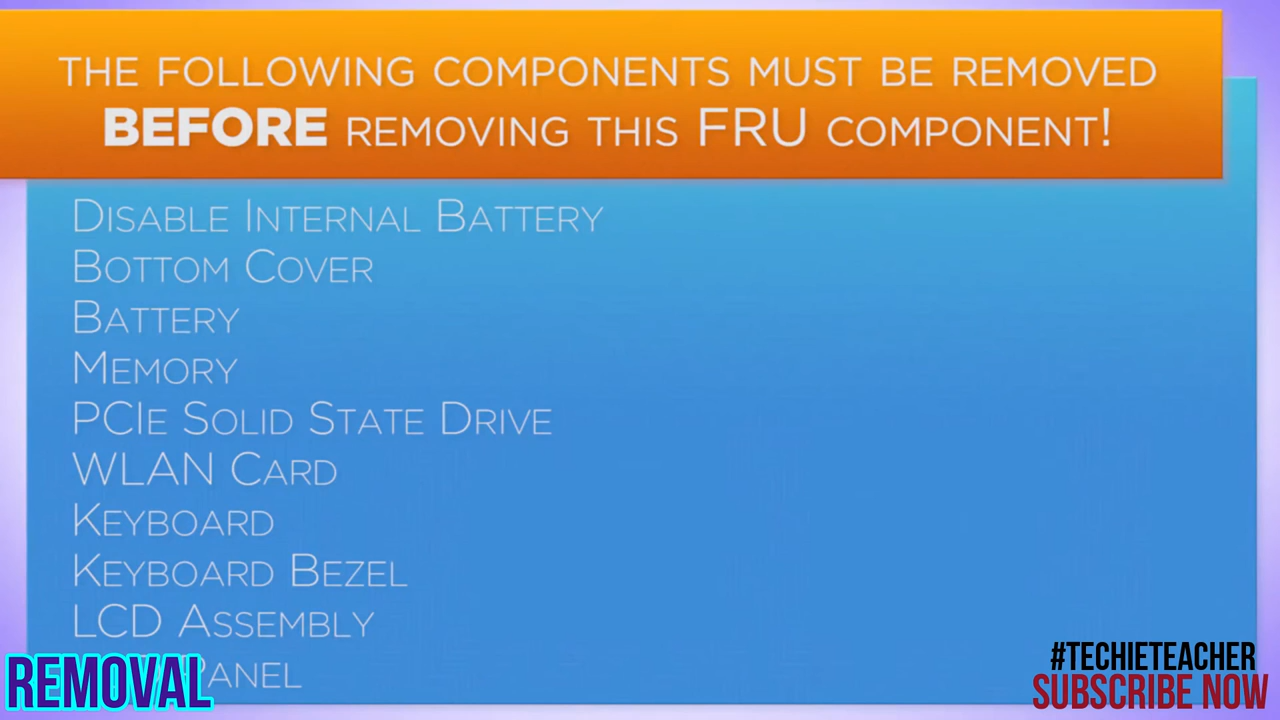 THE FOLLOWING COMPONENTS MUST BE REMOVED
BEFORE REMOVING THIS FRU COMPONENT!
DISABLE INTERNAL BATTERY
BOTTOM COVER
BATTERY
MEMORY
PCIE SOLID STATE DRIVE
WLAN CARD
KEYBOARD
KEYBOARD BEZEL
LCD ASSEMBLY
PANEL
REMOVAL
#TECHIETEACHER
SUBSCRIBE NOW